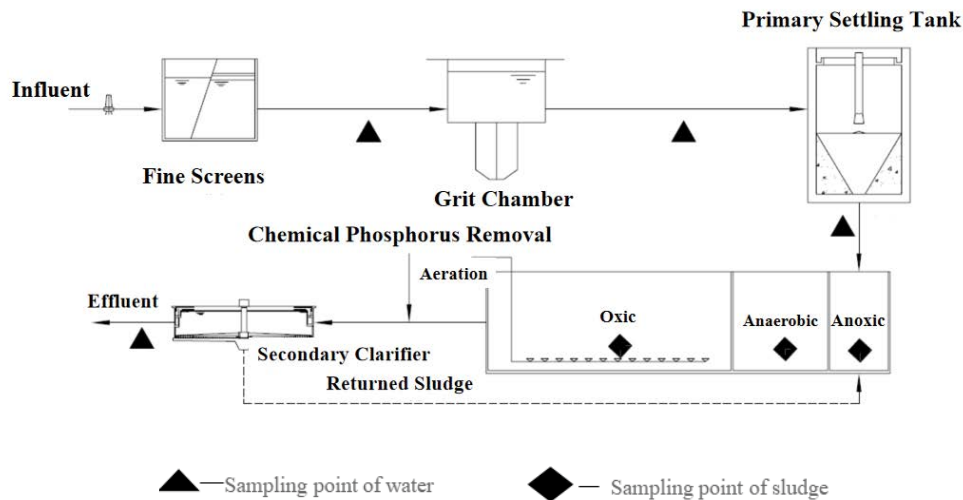 Primary Settling Tank
Influent
Fine Screens
Grit Chamber
Chemical Phosphorus Removal
Aeration
Effluent
Oxic
Anaerobic
Anoxic
Secondary Clarifier
Returned Sludge
Sampling point of water
Sampling point of sludge